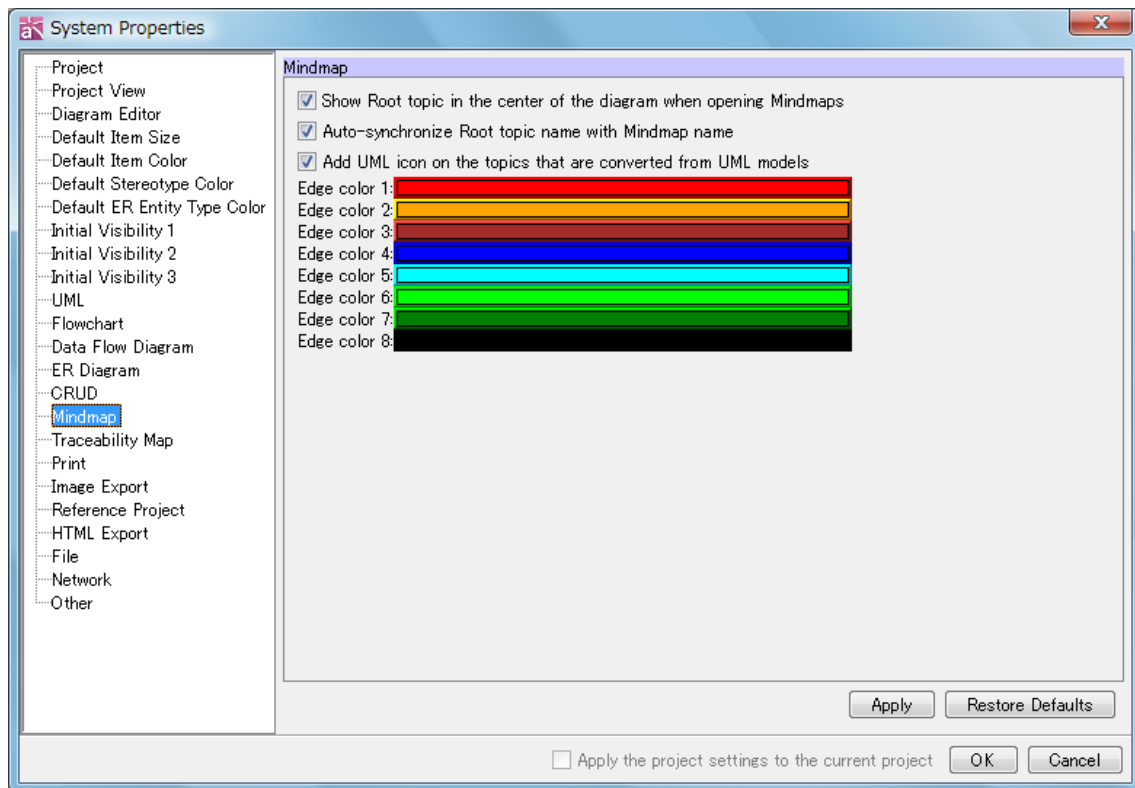 System Properties
Project
Project View
Diagram Editor
Default Item Size
Default Item Color
Default Stereotype Color
Default ER Entity Type Color
Initial Visibility 1
Initial Visibility 2
Initial Visibility 3
UML
Flowchart
Data Flow Diagram
ER Diagram
CRUD
Mindmap
Traceability Map
Print
Image Export
Reference Project
HTML Export
File
Network
Other
Mindmap
Show Root topic in the center of the diagram when opening Mindmaps
Auto-synchronize Root topic name with Mindmap name
Add UML icon on the topics that are converted from UML models
Edge color 1:
Edge color 2:
Edge color 3:
Edge color 4:
Edge color 5:
Edge color 6:
Edge color 7:
Edge color 8:
Apply Restore Defaults
Apply the project settings to the current project OK Cancel